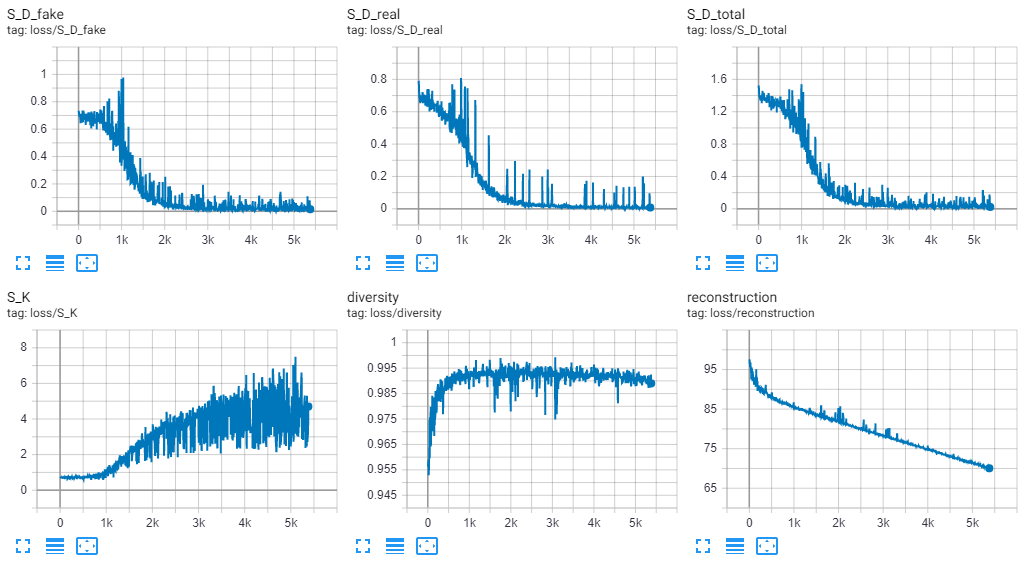 S_D_fake
tag: loss/S_D_fake
1
0.8
0.6
0.4
0.2
0
0 1k 2k 3k 4k 5k
S_D_real
tag: loss/S_D_real
0.8
0.6
0.4
0.2
0
0 1k 2k 3k 4k 5k
S_D_total
tag: loss/S_D_total
1.6
1.2
0.8
0.4
0
0 1k 2k 3k 4k 5k
S_K
tag: loss/S_K
8
6
4
2
0
0 1k 2k 3k 4k 5k
diversity
tag: loss/diversity
1
0.995
0.985
0.975
0.965
0.955
0.945
0 1k 2k 3k 4k 5k
reconstruction
tag: loss/reconstruction
95
85
75
65
0 1k 2k 3k 4k 5k